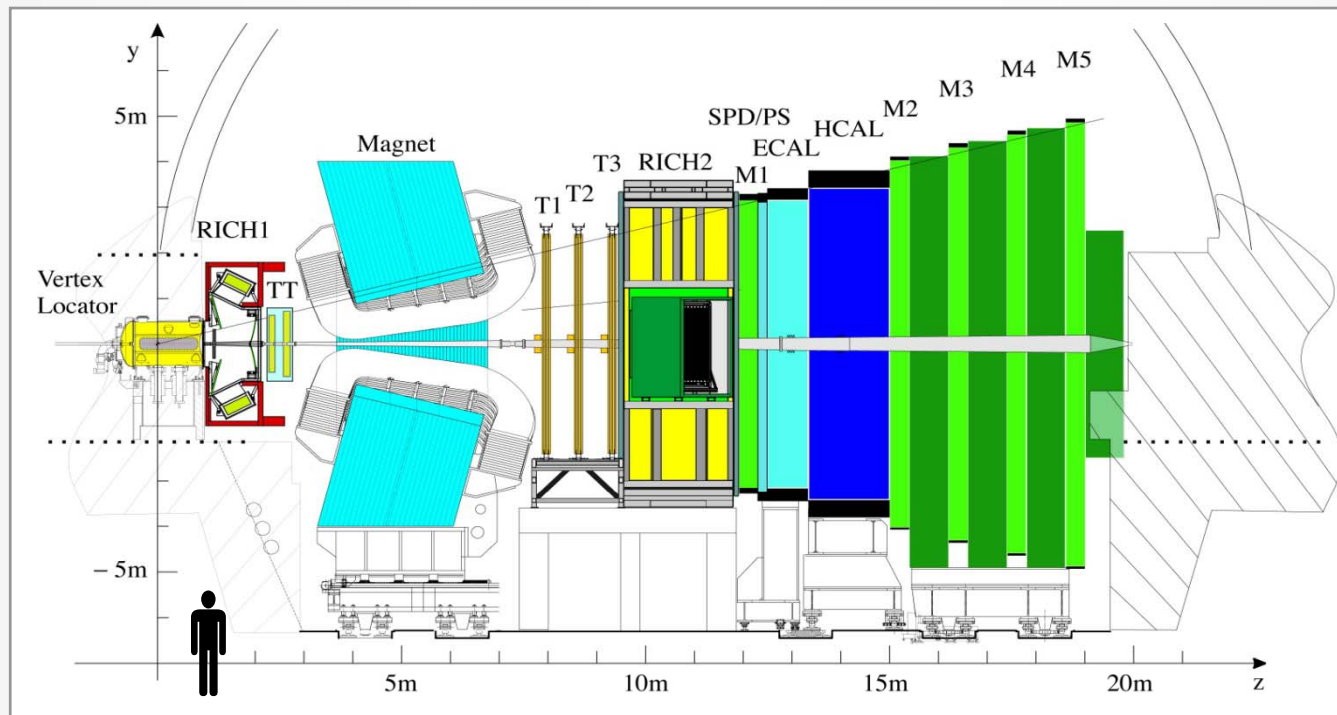 y
5m
Magnet
RICH1
Vertex
Locator
TT
T1
T2
T3
RICH2
M1
SPD/PS
ECAL
HCAL
M2
M3
M4
M5
− 5m
5m
10m
15m
20m
z